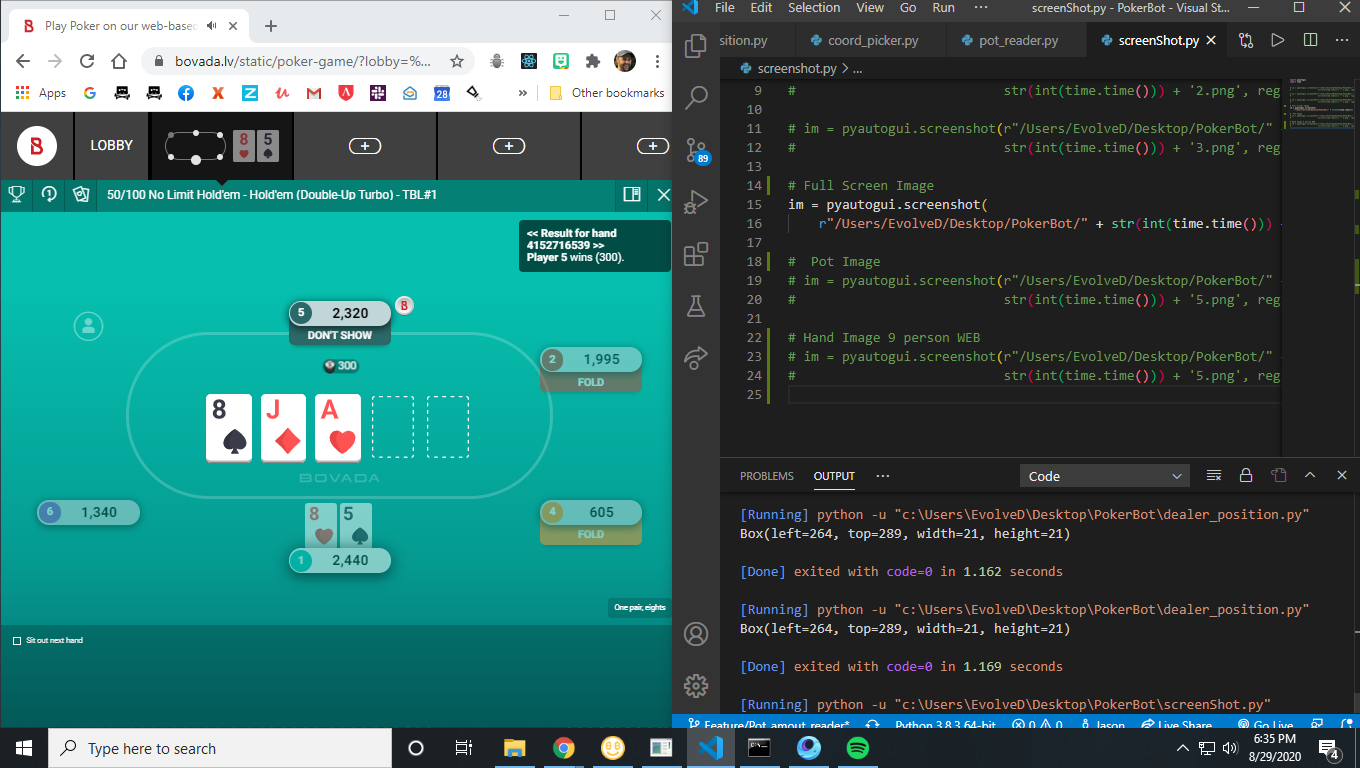 Play Poker on our web-base
bovada.lv/static/poker-game/?lobby=%...
Apps
28
»
Other bookmarks
B
LOBBY
8 5
50/100 No Limit Hold'em - Hold'em (Double-Up Turbo) - TBL#1
<< Result for hand
4152716539 >>
Player 5 wins (300).
5 2,320
B
DON'T SHOW
300
2 1,995
FOLD
8 J A
BOVADA
6 1,340
8 5
1 2,440
4 605
FOLD
One pair, eights
Sit out next hand
File Edit Selection View Go Run ··· screenShot.py - PokerBot - Visual St...
sition.py coord_picker.py pot_reader.py screenShot.py
screenshot.py > ...
9 # str(int(time.time())) + '2.png', reg
10
11 # im = pyautogui.screenshot(r"/Users/EvolveD/Desktop/PokerBot/"
12 # str(int(time.time())) + '3.png', reg
13
14 # Full Screen Image
15 im = pyautogui.screenshot(
16 r"/Users/EvolveD/Desktop/PokerBot/" + str(int(time.time()))
17
18 # Pot Image
19 # im = pyautogui.screenshot(r"/Users/EvolveD/Desktop/PokerBot/"
20 # str(int(time.time())) + '5.png', reg
21
22 # Hand Image 9 person WEB
23 # im = pyautogui.screenshot(r"/Users/EvolveD/Desktop/PokerBot/"
24 # str(int(time.time())) + '5.png', reg
25
89
PROBLEMS OUTPUT ··· Code
[Running] python -u "c:\Users\EvolveD\Desktop\PokerBot\dealer_position.py"
Box(left=264, top=289, width=21, height=21)
[Done] exited with code=0 in 1.162 seconds
[Running] python -u "c:\Users\EvolveD\Desktop\PokerBot\dealer_position.py"
Box(left=264, top=289, width=21, height=21)
[Done] exited with code=0 in 1.169 seconds
[Running] python -u "c:\Users\EvolveD\Desktop\PokerBot\screenShot.py"
Feature/Pot_amout_reader* Python 3.8.3 64-bit 0 0 Jason Live Share Go Live
Type here to search
6:35 PM
8/29/2020
4